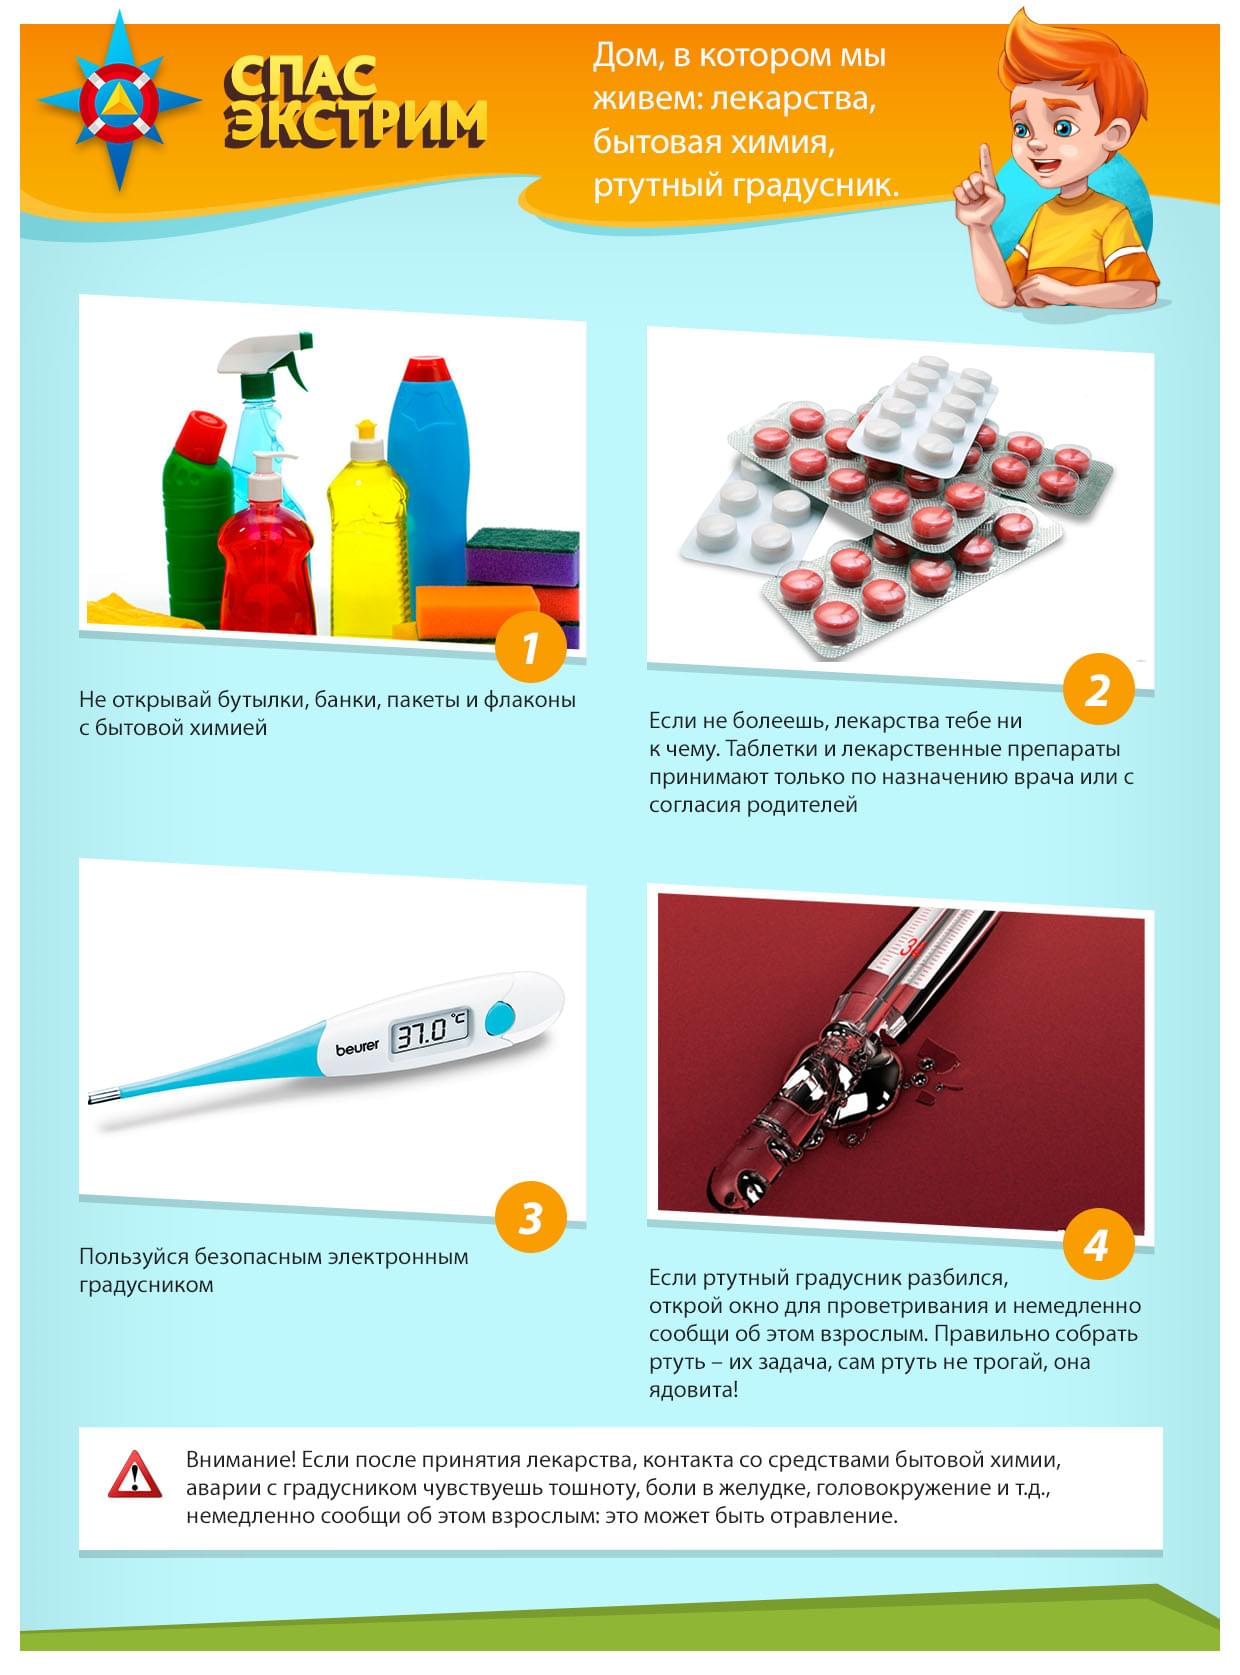 СПАС
ЭКСТРИМ
Дом, в котором мы
живем: лекарства,
бытовая химия,
ртутный градусник.
1
Не открывай бутылки, банки, пакеты и флаконы
с бытовой химией
2
Если не болеешь, лекарства тебе ни
к чему. Таблетки и лекарственные препараты
принимают только по назначению врача или с
согласия родителей
beurer
37.0 °C
3
Пользуйся безопасным электронным
градусником
34
4
Если ртутный градусник разбился,
открой окно для проветривания и немедленно
сообщи об этом взрослым. Правильно собрать
ртуть – их задача, сам ртуть не трогай, она
ядовита!
Внимание! Если после принятия лекарства, контакта со средствами бытовой химии,
аварии с градусником чувствуешь тошноту, боли в желудке, головокружение и т.д.,
немедленно сообщи об этом взрослым: это может быть отравление.